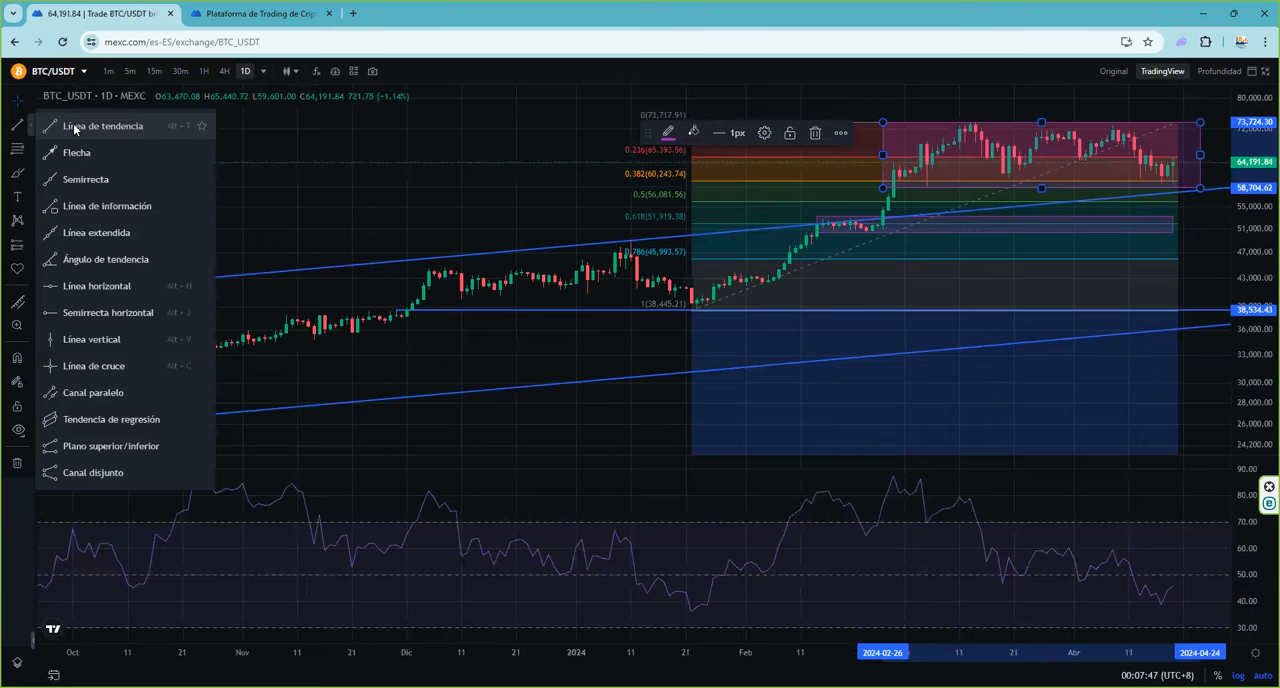 64,191.84 | Trade BTC/USDT bi
Plataforma de Trading de Crip
mexc.com/es-ES/exchange/BTC_USDT
BTC/USDT 1m 5m 15m 30m 1H 4H 1D Original TradingView Profundidad
BTC_USDT · 1D · MEXC O63,470.08 H65,440.72 L59,601.00 C64,191.84 721.75 (+1.14%)
Línea de tendencia Alt + T
Flecha
Semirrecta
Línea de información
Línea extendida
Ángulo de tendencia
Línea horizontal Alt + H
Semirrecta horizontal Alt + J
Línea vertical Alt + V
Línea de cruce Alt + C
Canal paralelo
Tendencia de regresión
Plano superior/inferior
Canal disjunto
1px
0(73,717.91)
0.236(65,393.56)
0.382(60,243.74)
0.5(56,081.56)
0.618(51,919.38)
0.786(45,993.57)
1(38,445.21)
80,000.00
73,724.30
64,191.84
58,704.62
55,000.00
51,000.00
47,000.00
43,000.00
38,534.43
36,000.00
33,000.00
30,000.00
28,000.00
26,000.00
24,200.00
90.00
80.00
70.00
60.00
50.00
40.00
30.00
Oct 11 21 Nov 11 21 Dic 11 21 2024 11 21 Feb 11 2024-02-26 11 21 Abr 11 2024-04-24
00:07:47 (UTC+8) % log auto